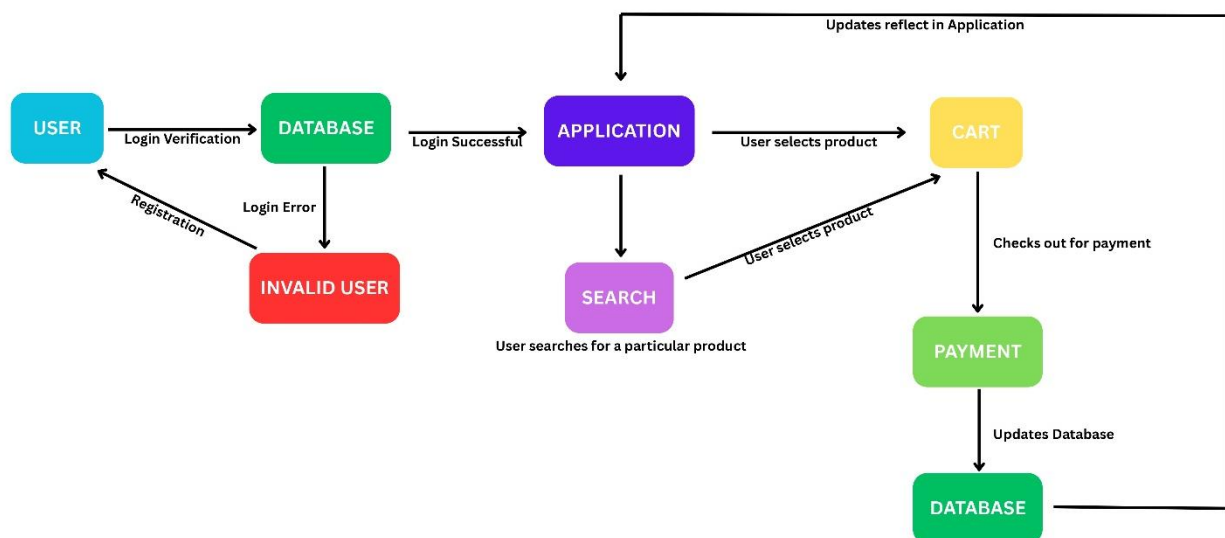 Updates reflect in Application
USER
Login Verification
DATABASE
Login Successful
APPLICATION
User selects product
CART
Registration
Login Error
INVALID USER
SEARCH
User selects product
User searches for a particular product
Checks out for payment
PAYMENT
Updates Database
DATABASE